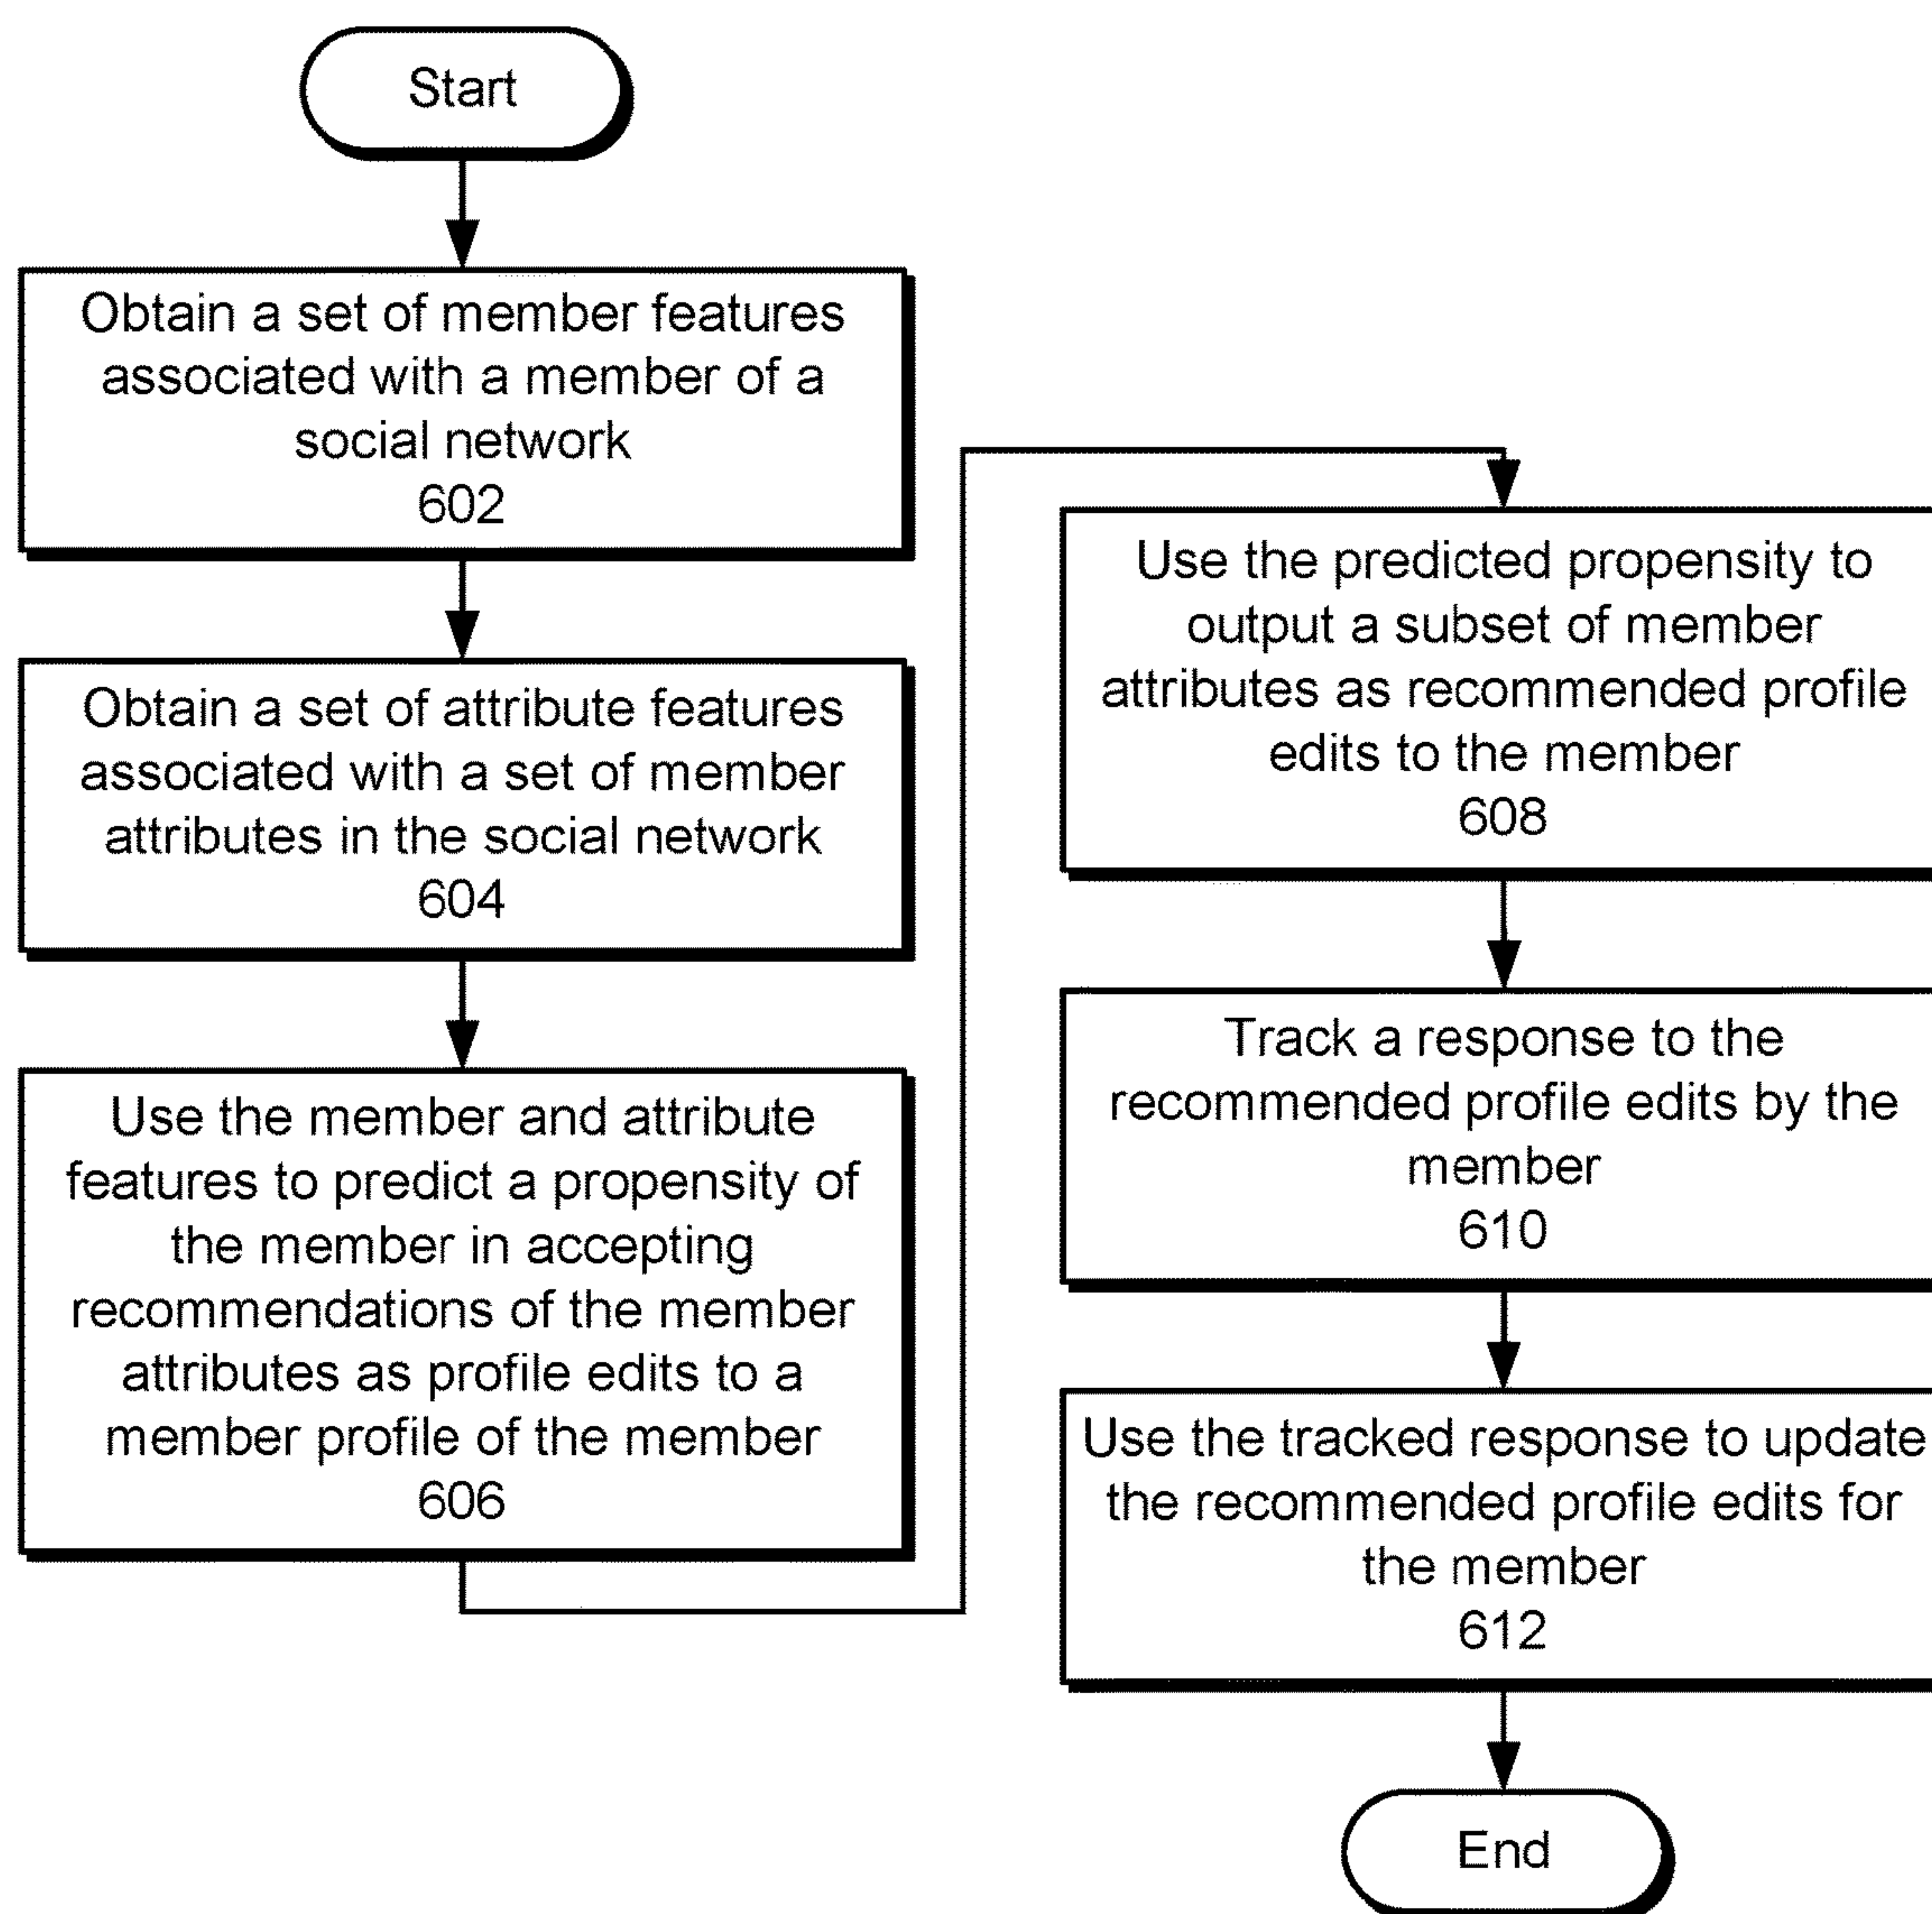 Start
Obtain a set of member features
associated with a member of a
social network
602
Obtain a set of attribute features
associated with a set of member
attributes in the social network
604
Use the member and attribute
features to predict a propensity of
the member in accepting
recommendations of the member
attributes as profile edits to a
member profile of the member
606
Use the predicted propensity to
output a subset of member
attributes as recommended profile
edits to the member
608
Track a response to the
recommended profile edits by the
member
610
Use the tracked response to update
the recommended profile edits for
the member
612
End